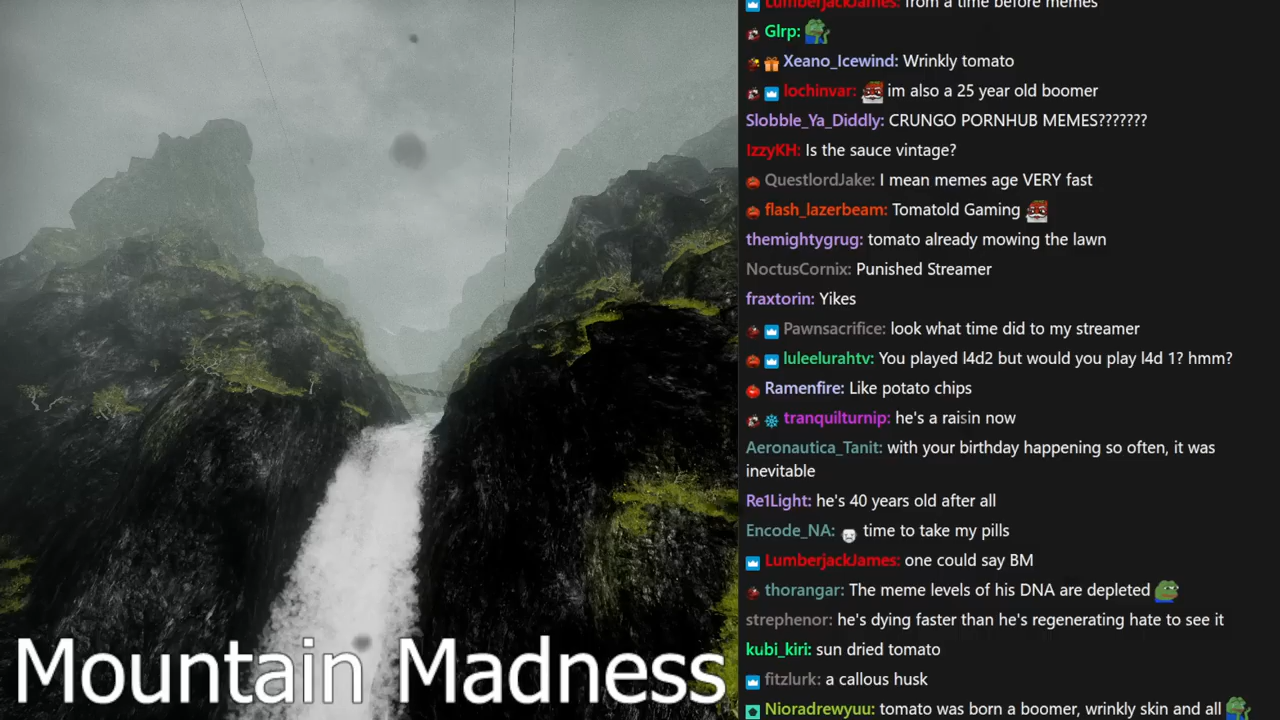 LumberjackJames: from a time before memes
Glrp:
Xeano_Icewind: Wrinkly tomato
lochinvar: im also a 25 year old boomer
Slobble_Ya_Diddly: CRUNGO PORNHUB MEMES???????
IzzyKH: Is the sauce vintage?
QuestlordJake: I mean memes age VERY fast
flash_lazerbeam: Tomatold Gaming
themightygrug: tomato already mowing the lawn
NoctusCornix: Punished Streamer
fraxtorin: Yikes
Pawnsacrifice: look what time did to my streamer
luleelurahtv: You played l4d2 but would you play l4d 1? hmm?
Ramenfire: Like potato chips
tranquilturnip: he's a raisin now
Aeronautica_Tanit: with your birthday happening so often, it was
inevitable
Re1Light: he's 40 years old after all
Encode_NA: time to take my pills
LumberjackJames: one could say BM
thorangar: The meme levels of his DNA are depleted
strephenor: he's dying faster than he's regenerating hate to see it
kubi_kiri: sun dried tomato
fitzlurk: a callous husk
Nioradrewyuu: tomato was born a boomer, wrinkly skin and all
Mountain Madness